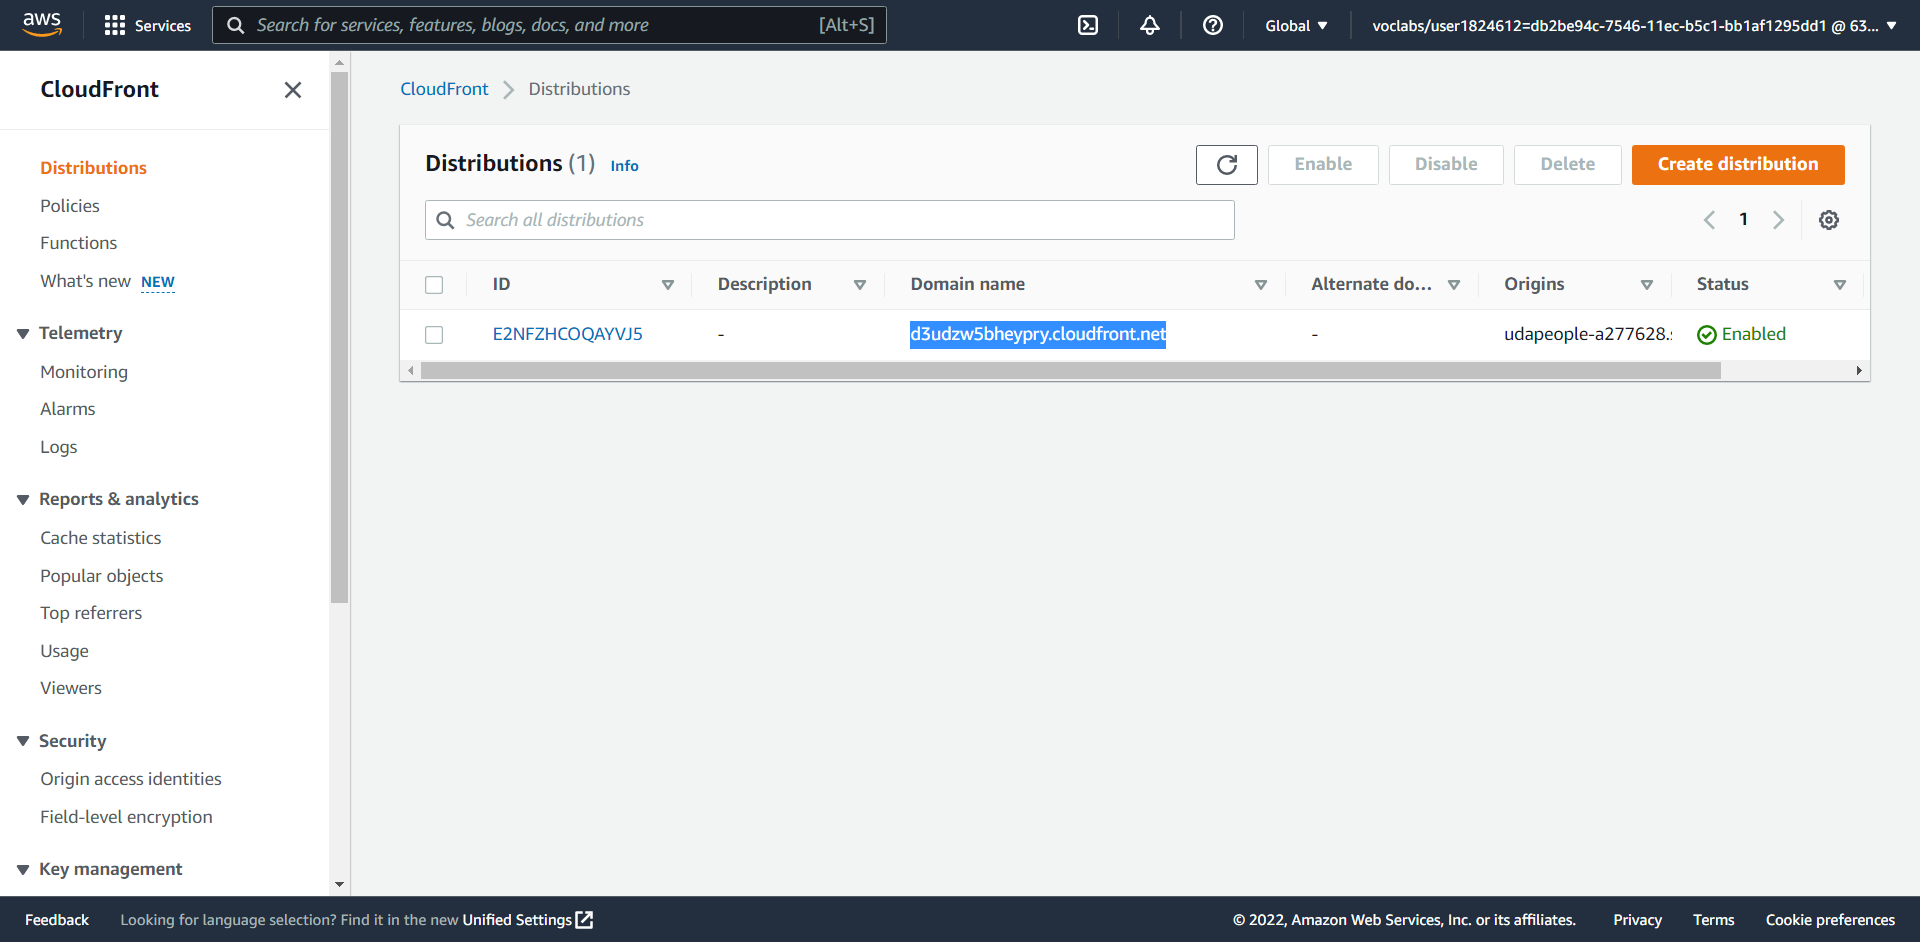 aws Services Search for services, features, blogs, docs, and more [Alt+S] Global voclabs/user1824612=db2be94c-7546-11ec-b5c1-bb1af1295dd1 @ 63...
CloudFront
Distributions
Policies
Functions
What's new NEW
Telemetry
Monitoring
Alarms
Logs
Reports & analytics
Cache statistics
Popular objects
Top referrers
Usage
Viewers
Security
Origin access identities
Field-level encryption
Key management
CloudFront Distributions
Distributions (1) Info Enable Disable Delete Create distribution
Search all distributions 1
ID Description Domain name Alternate do... Origins Status
E2NFZHCOQAYVJ5 - d3udzw5bheypry.cloudfront.net - udapeople-a277628.s Enabled
Feedback Looking for language selection? Find it in the new Unified Settings © 2022, Amazon Web Services, Inc. or its affiliates. Privacy Terms Cookie preferences